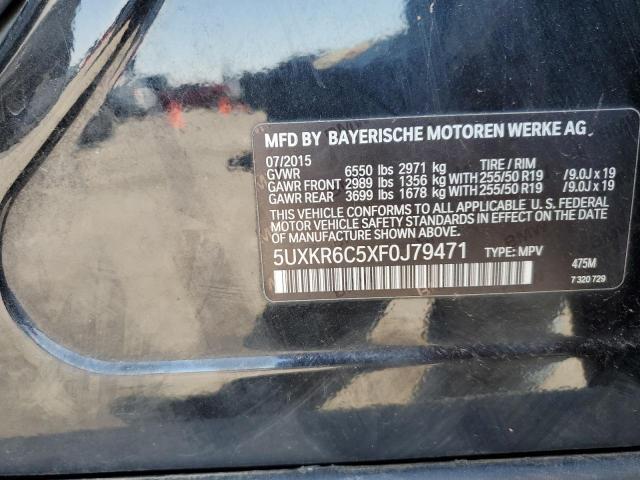 MFD BY BAYERISCHE MOTOREN WERKE AG
07/2015 TIRE / RIM
GVWR 6550 lbs 2971 kg
GAWR FRONT 2989 lbs 1356 kg WITH 255/50 R19 /9.0J x 19
GAWR REAR 3699 lbs 1678 kg WITH 255/50 R19 /9.0J x 19
THIS VEHICLE CONFORMS TO ALL APPLICABLE U. S. FEDERAL
MOTOR VEHICLE SAFETY STANDARDS IN EFFECT ON THE DATE
OF MANUFACTURE SHOWN ABOVE.
5UXKR6C5XF0J79471 TYPE: MPV
475M
7 320 729